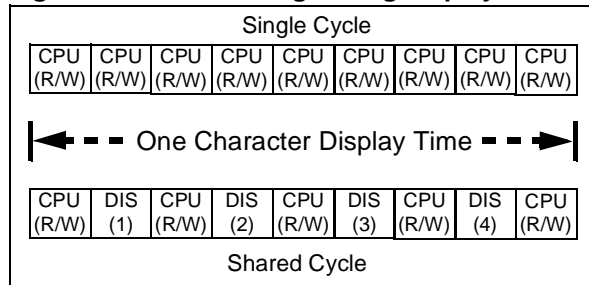 Single Cycle
CPU CPU CPU CPU CPU CPU CPU CPU CPU
(R/W) (R/W) (R/W) (R/W) (R/W) (R/W) (R/W) (R/W) (R/W)
One Character Display Time
CPU DIS CPU DIS CPU DIS CPU DIS CPU
(R/W) (1) (R/W) (2) (R/W) (3) (R/W) (4) (R/W)
Shared Cycle